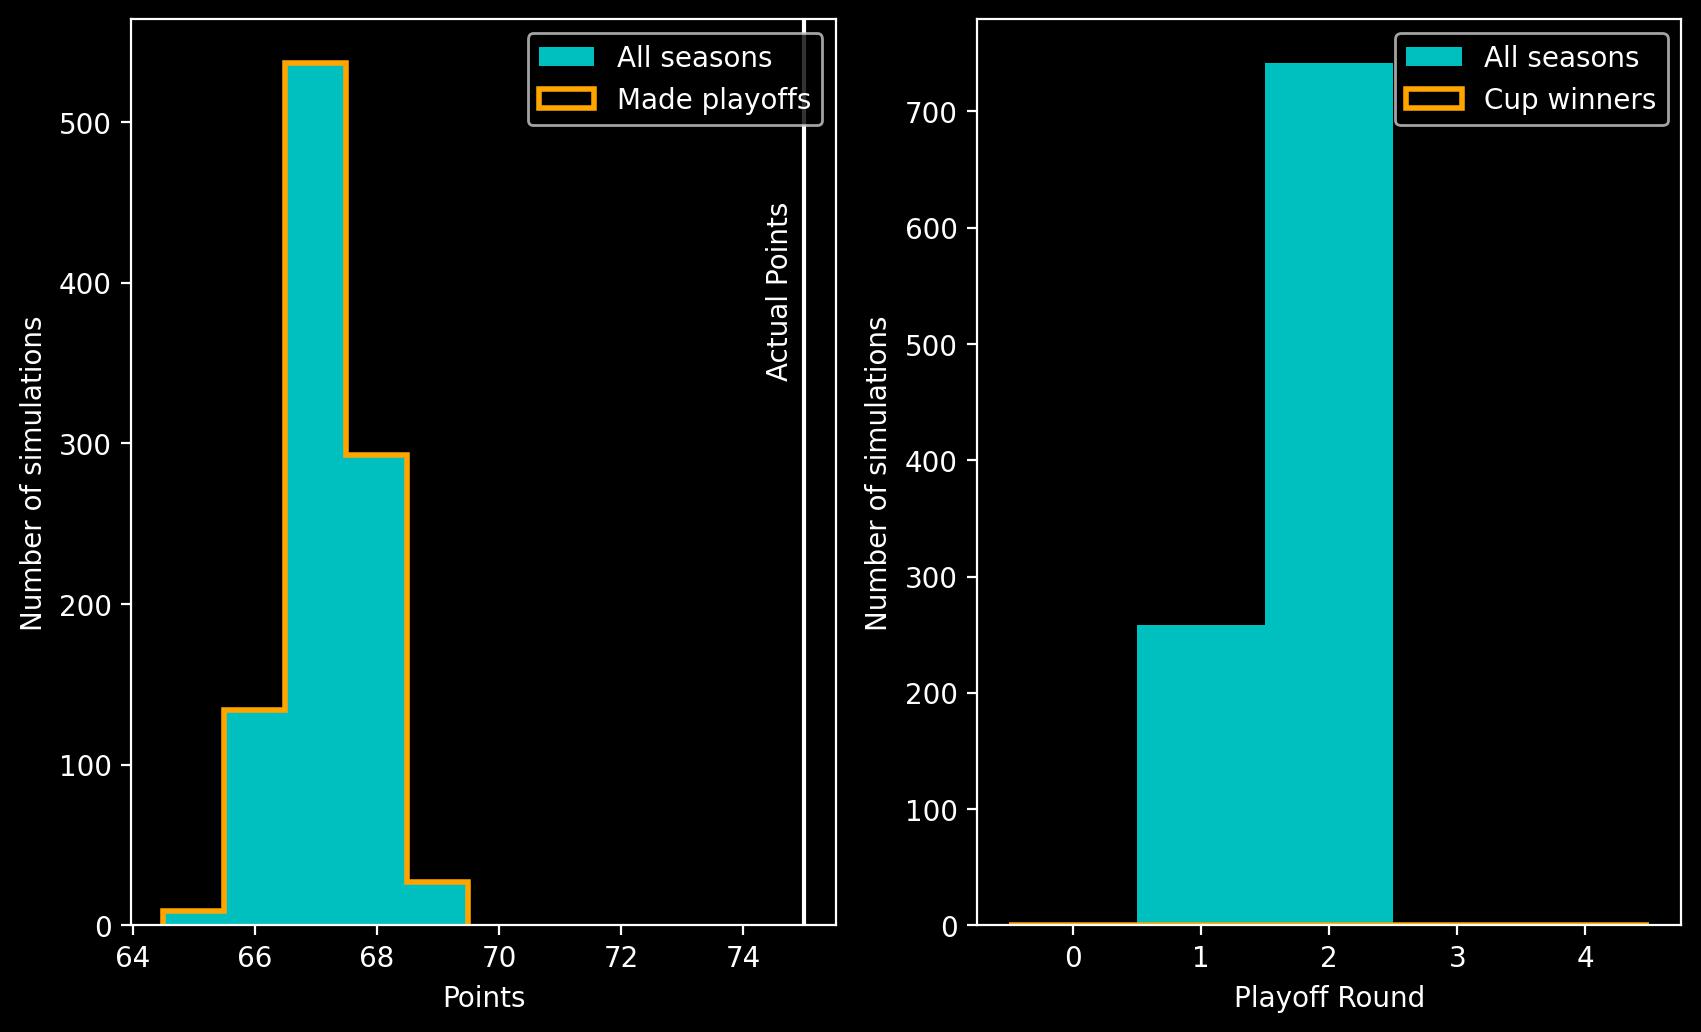 All seasons
Made playoffs
Actual Points
Number of simulations
500
400
300
200
100
0
64 66 68 70 72 74
Points
All seasons
Cup winners
Number of simulations
700
600
500
400
300
200
100
0
0 1 2 3 4
Playoff Round